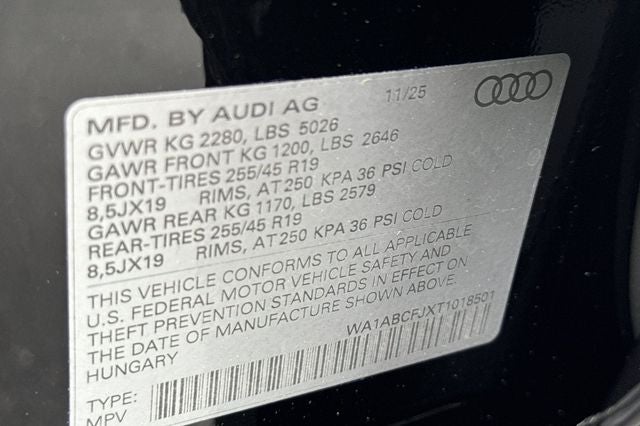 MFD. BY AUDI AG 11/25
GVWR KG 2280, LBS 5026
GAWR FRONT KG 1200, LBS 2646
FRONT-TIRES 255/45 R19
8,5JX19 RIMS, AT 250 KPA 36 PSI COLD
GAWR REAR KG 1170, LBS 2579
REAR-TIRES 255/45 R19
8,5JX19 RIMS, AT 250 KPA 36 PSI COLD
THIS VEHICLE CONFORMS TO ALL APPLICABLE
U.S. FEDERAL MOTOR VEHICLE SAFETY AND
THEFT PREVENTION STANDARDS IN EFFECT ON
THE DATE OF MANUFACTURE SHOWN ABOVE.
HUNGARY WA1ABCFJXT1018501
TYPE:
MPV